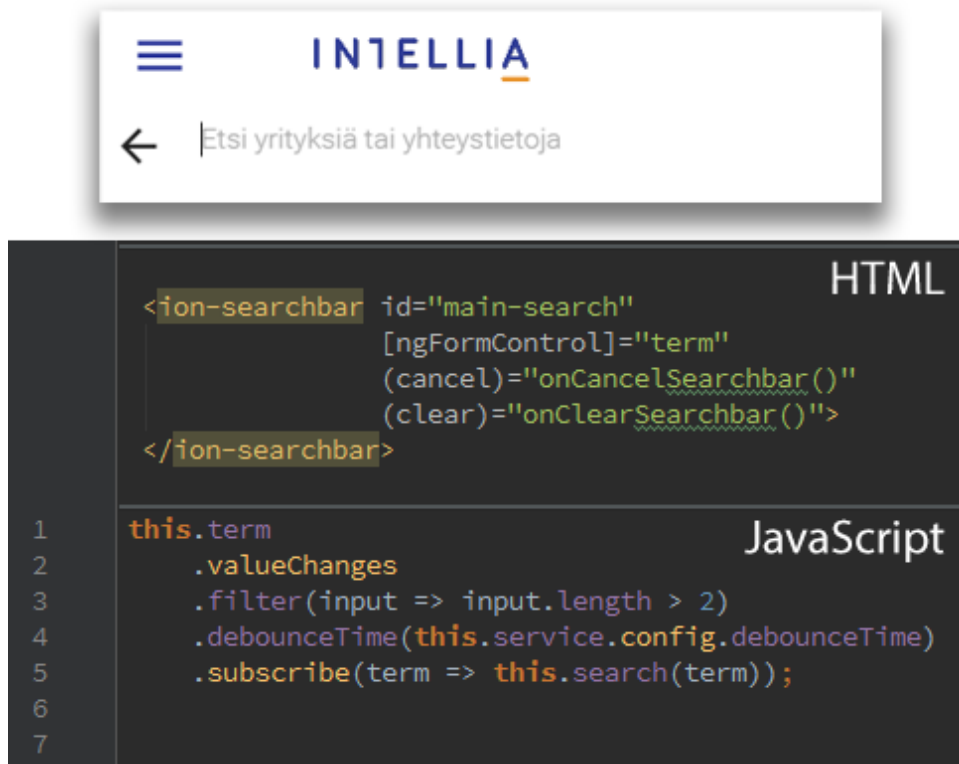 INTELLIA
Etsi yrityksiä tai yhteystietoja
HTML
<ion-searchbar id="main-search"
[ngFormControl]="term"
(cancel)="onCancelSearchbar()"
(clear)="onClearSearchbar()">
</ion-searchbar>
JavaScript
1 this.term
2 .valueChanges
3 .filter(input => input.length > 2)
4 .debounceTime(this.service.config.debounceTime)
5 .subscribe(term => this.search(term));
6
7